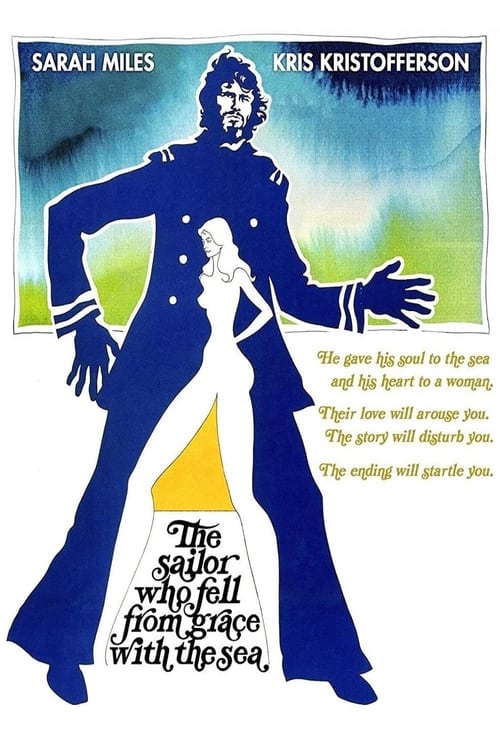 SARAH MILES
KRIS KRISTOFFERSON
He gave his soul to the sea
and his heart to a woman.
Their love will arouse you.
The story will disturb you.
The ending will startle you.
The
sailor
who fell
from grace
with the sea